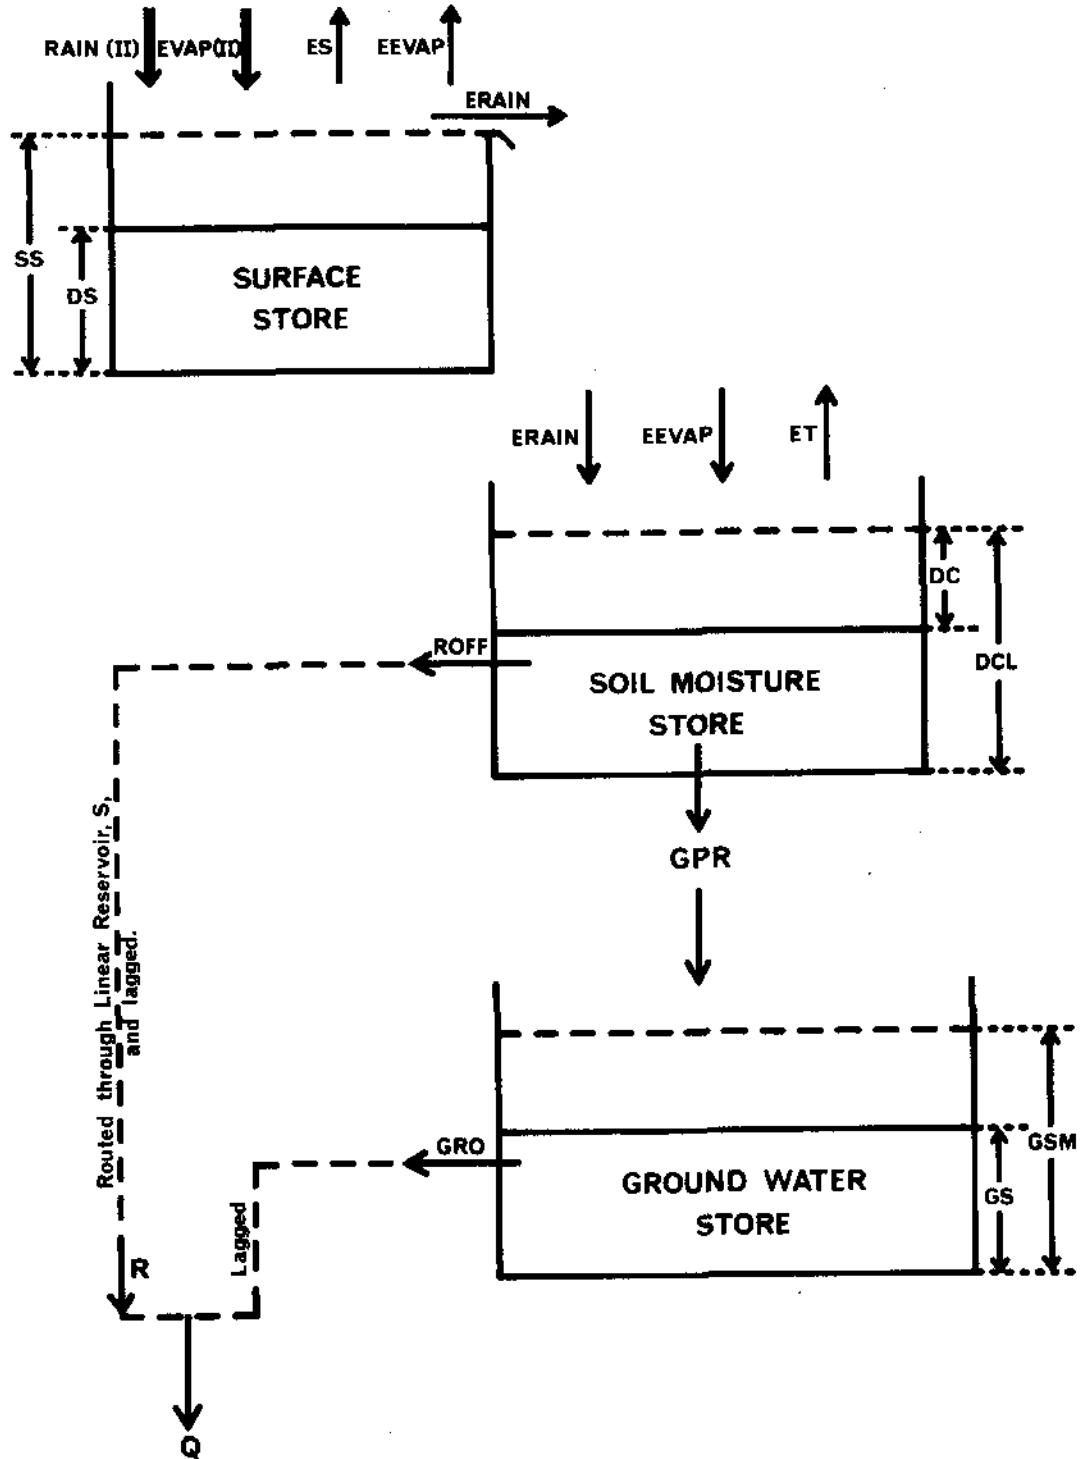 RAIN (II)
EVAP(II)
ES
EEVAP
ERAIN
SS
DS
SURFACE
STORE
ERAIN
EEVAP
ET
DC
DCL
ROFF
SOIL MOISTURE
STORE
GPR
Routed through Linear Reservoir, S,
and lagged.
GRO
GROUND WATER
STORE
GS
GSM
Lagged
R
Q